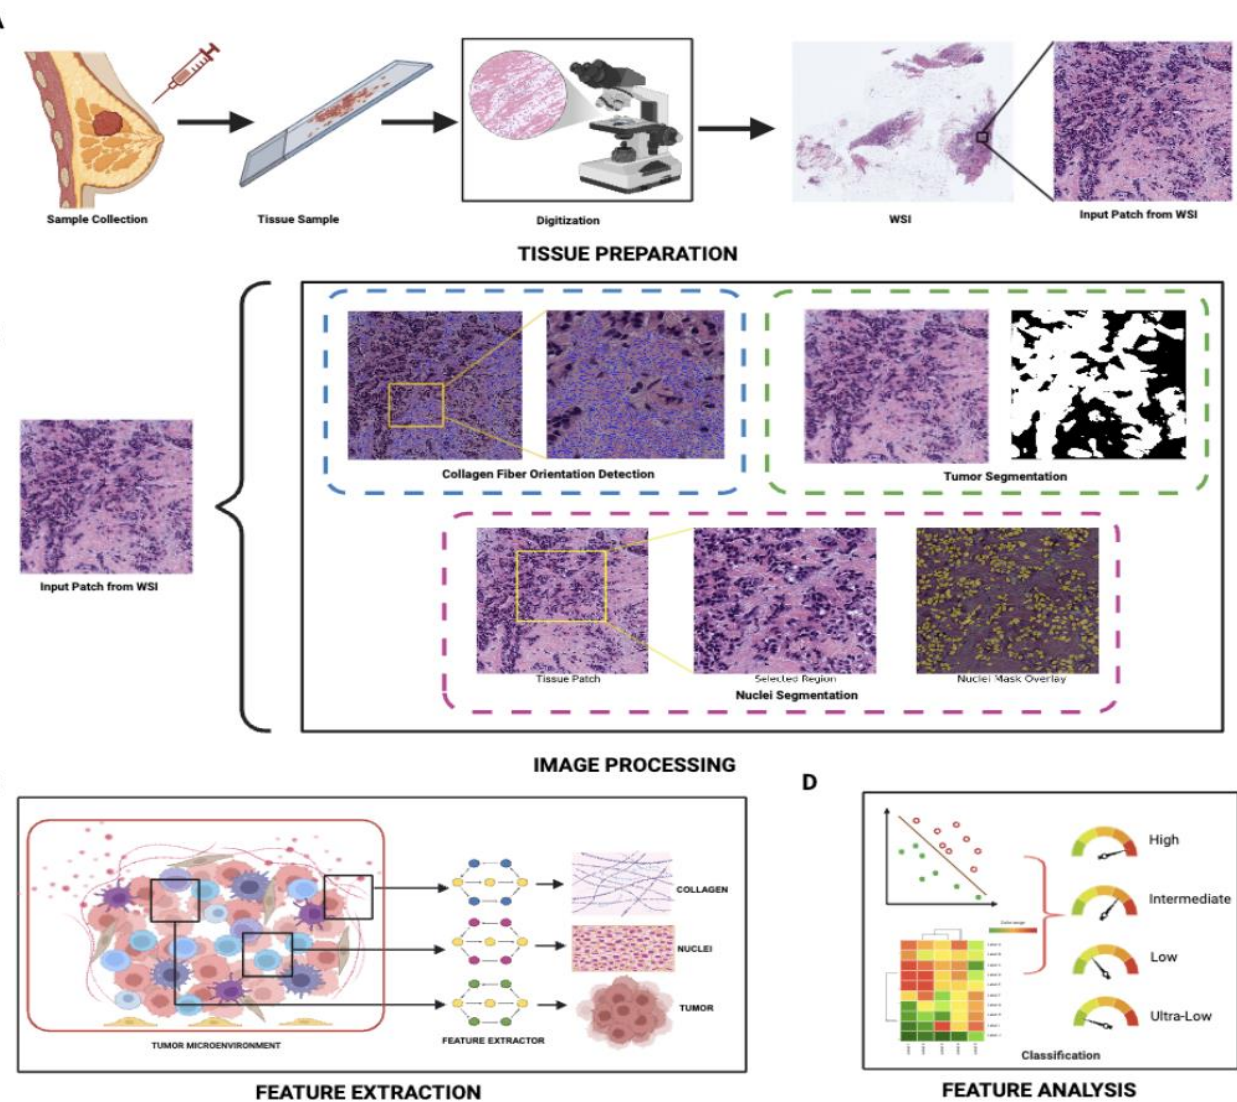 Sample Collection
Tissue Sample
Digitization
WSI
Input Patch from WSI
TISSUE PREPARATION
Collagen Fiber Orientation Detection
Tumor Segmentation
Input Patch from WSI
Tissue Patch
Selected Region
Nuclei Mask Overlay
Nuclei Segmentation
IMAGE PROCESSING
D
COLLAGEN
NUCLEI
TUMOR
TUMOR MICROENVIRONMENT
FEATURE EXTRACTOR
FEATURE EXTRACTION
High
Intermediate
Low
Ultra-Low
Classification
FEATURE ANALYSIS